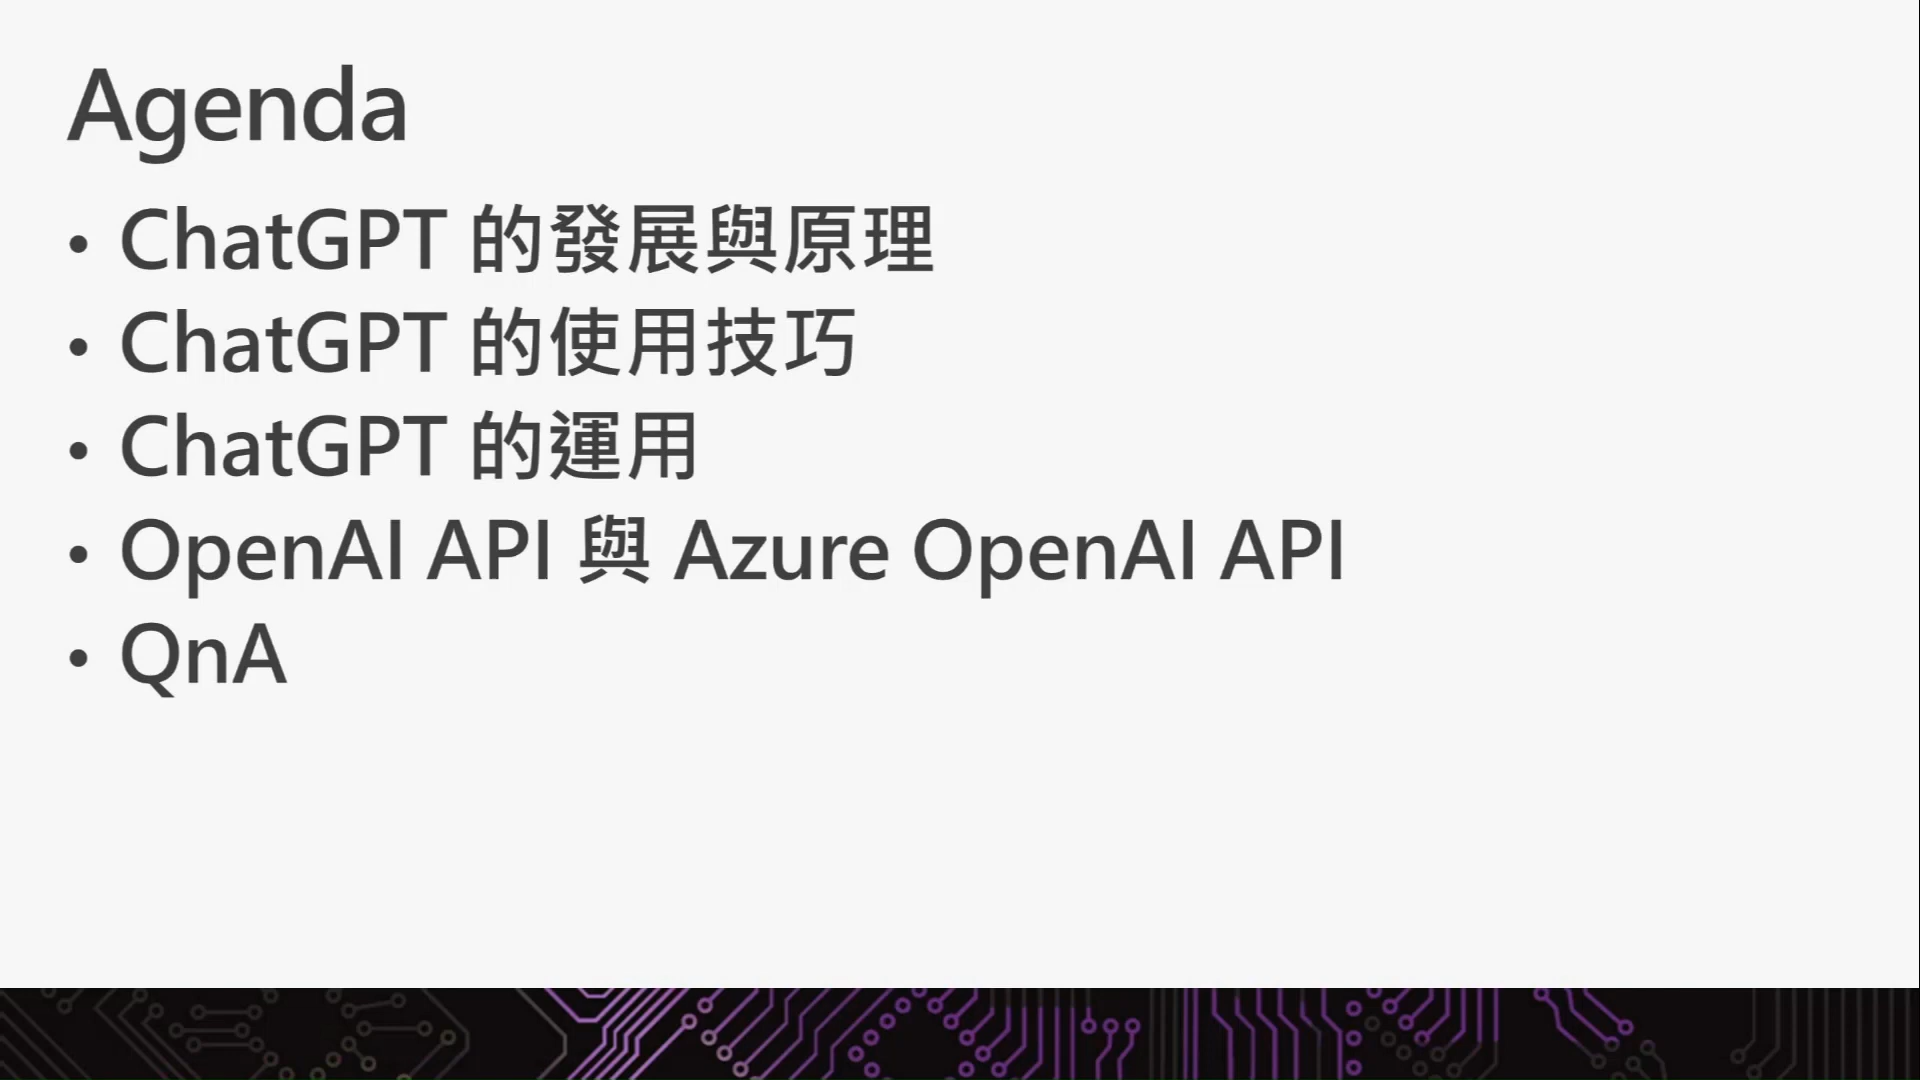 Agenda
• ChatGPT 的發展與原理
• ChatGPT 的使用技巧
• ChatGPT 的運用
• OpenAI API 與 Azure OpenAI API
• QnA